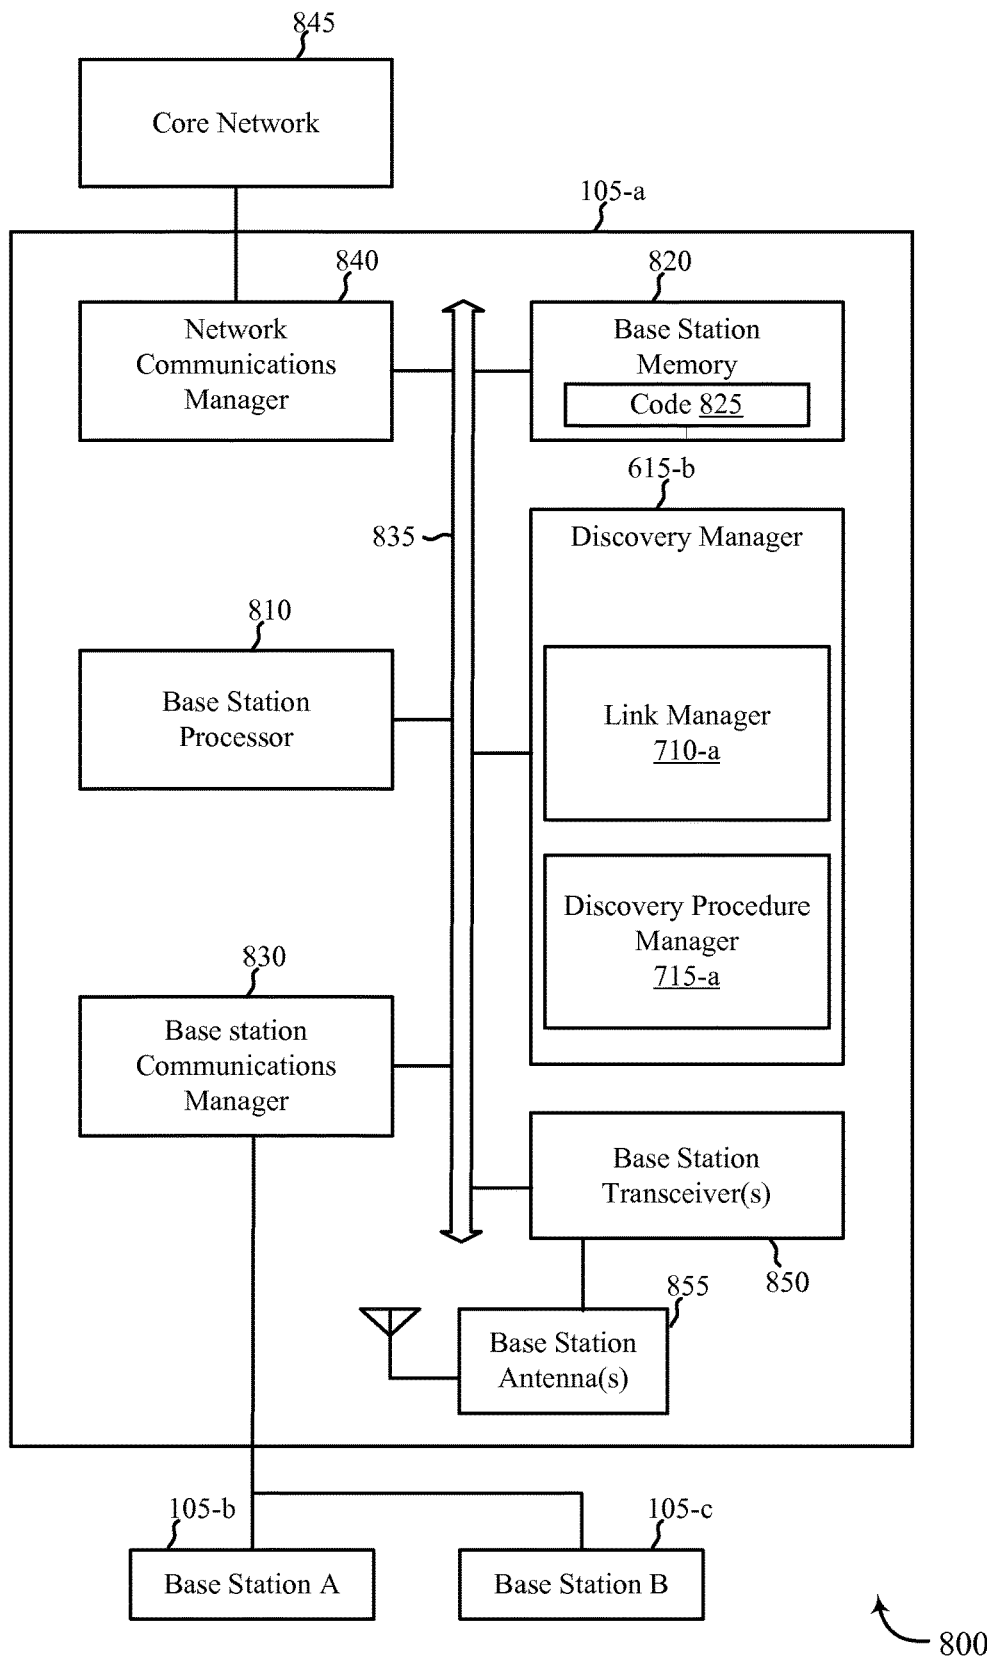 845
Core Network
105-a
840
820
Network
Communications
Manager
Base Station
Memory
Code 825
615-b
835
Discovery Manager
810
Base Station
Processor
Link Manager
710-a
Discovery Procedure
Manager
715-a
830
Base station
Communications
Manager
Base Station
Transceiver(s)
850
855
Base Station
Antenna(s)
105-b
105-c
Base Station A
Base Station B
800